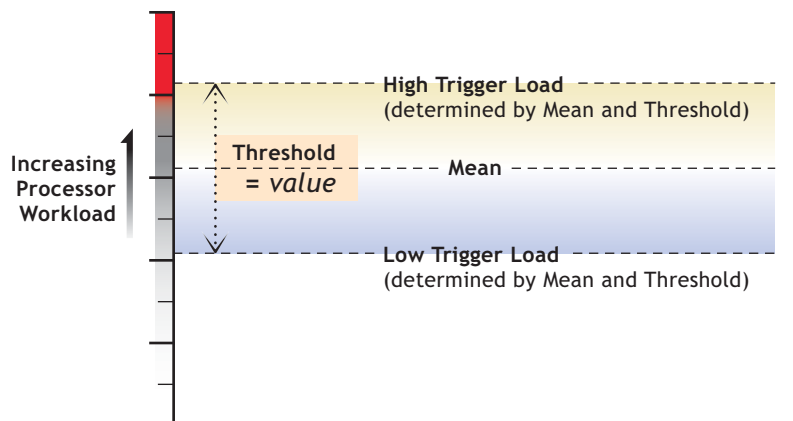 High Trigger Load
(determined by Mean and Threshold)
Increasing
Processor
Workload
Threshold
= value
Mean
Low Trigger Load
(determined by Mean and Threshold)